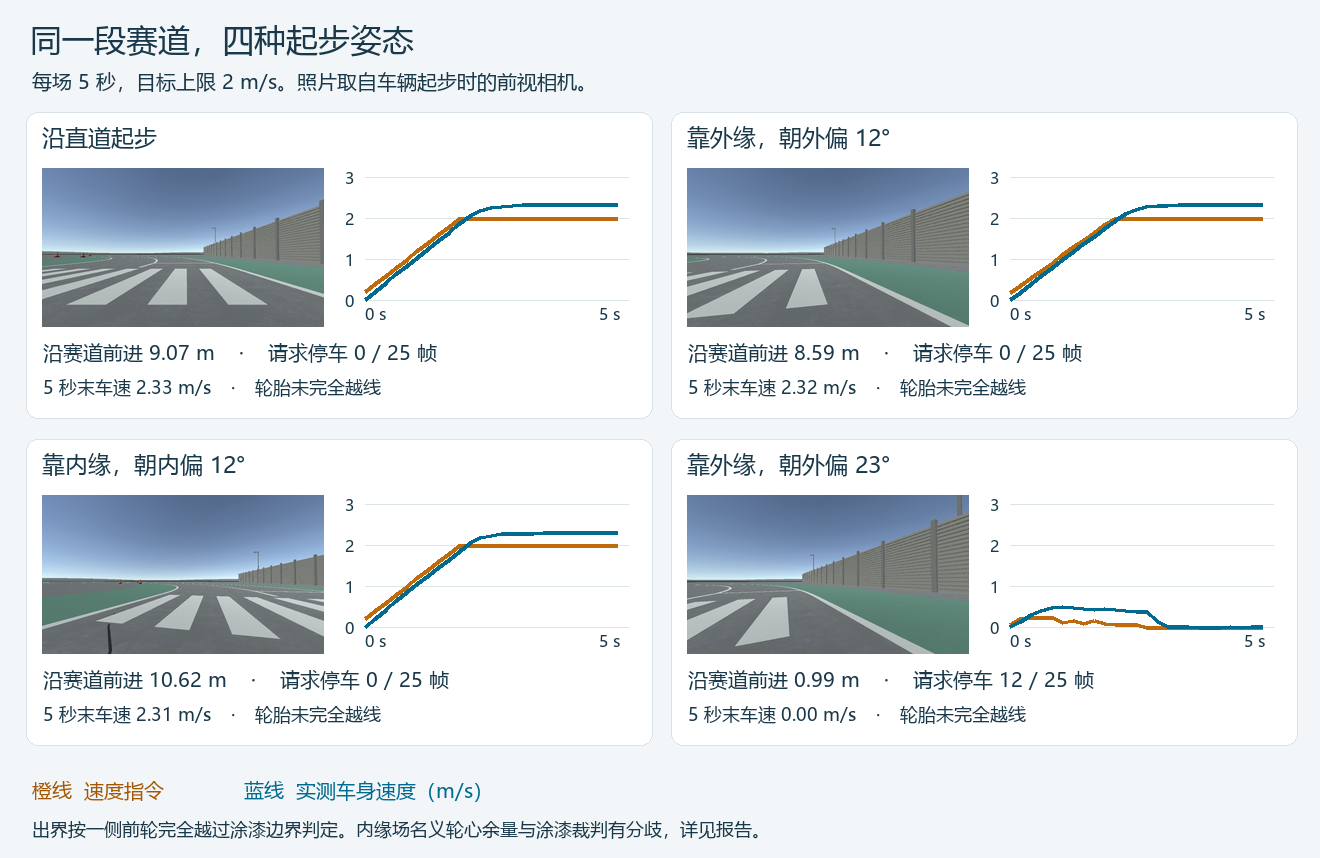 同一段赛道，四种起步姿态
每场 5 秒，目标上限 2 m/s。照片取自车辆起步时的前视相机。
沿直道起步
3
2
1
0
0 s
5 s
沿赛道前进 9.07 m · 请求停车 0 / 25 帧
5 秒末车速 2.33 m/s · 轮胎未完全越线
靠外缘，朝外偏 12°
3
2
1
0
0 s
5 s
沿赛道前进 8.59 m · 请求停车 0 / 25 帧
5 秒末车速 2.32 m/s · 轮胎未完全越线
靠内缘，朝内偏 12°
3
2
1
0
0 s
5 s
沿赛道前进 10.62 m · 请求停车 0 / 25 帧
5 秒末车速 2.31 m/s · 轮胎未完全越线
靠外缘，朝外偏 23°
3
2
1
0
0 s
5 s
沿赛道前进 0.99 m · 请求停车 12 / 25 帧
5 秒末车速 0.00 m/s · 轮胎未完全越线
橙线 速度指令
蓝线 实测车身速度（m/s）
出界按一侧前轮完全越过涂漆边界判定。内缘场名义轮心余量与涂漆裁判有分歧，详见报告。